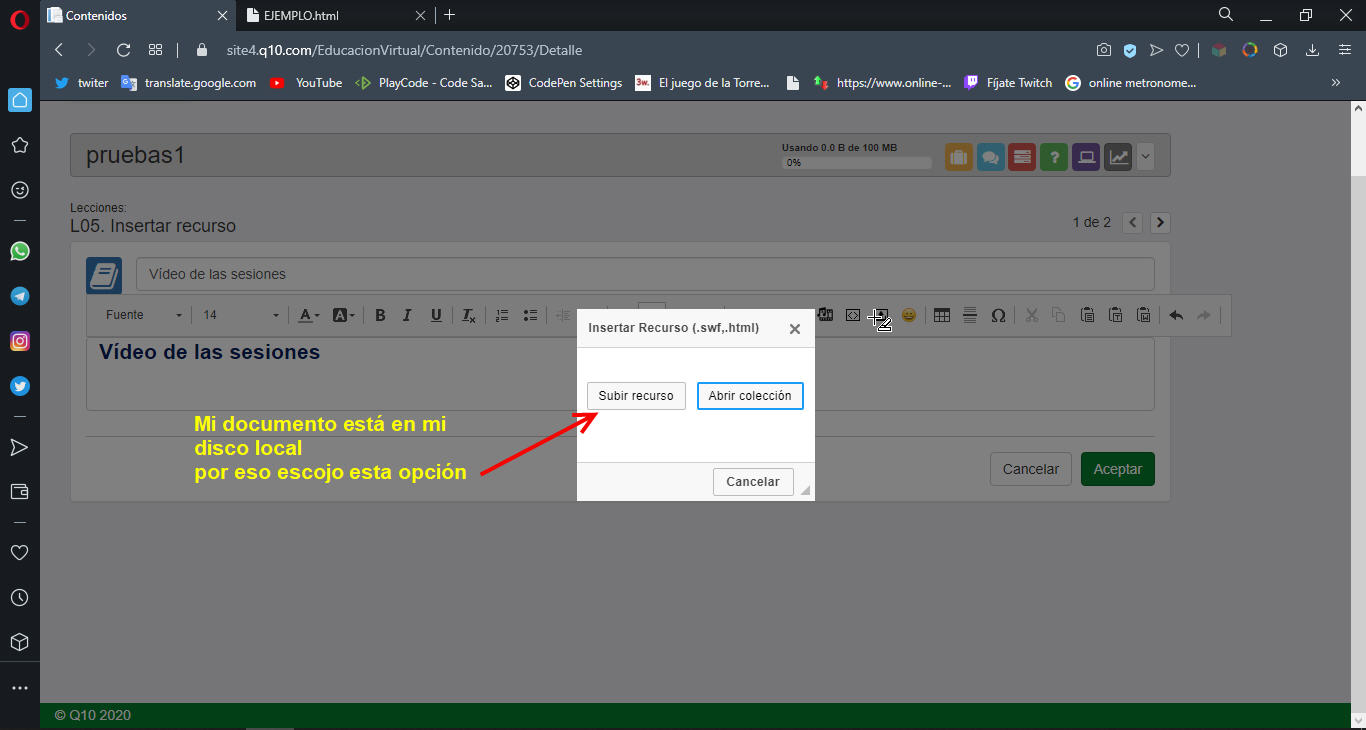 Contenidos
EJEMPLO.html
site4.q10.com/EducacionVirtual/Contenido/20753/Detalle
twiter
translate.google.com
YouTube
PlayCode - Code Sa...
CodePen Settings
3w.
El juego de la Torre...
https://www.online-...
Fíjate Twitch
online metronome...
pruebas1
Usando 0.0 B de 100 MB
0%
Lecciones:
L05. Insertar recurso
1 de 2
Vídeo de las sesiones
Fuente
14
A
A
B
I
U
Insertar Recurso (.swf,.html)
Vídeo de las sesiones
Subir recurso
Abrir colección
Mi documento está en mi
disco local
por eso escojo esta opción
Cancelar
Cancelar
Aceptar
© Q10 2020